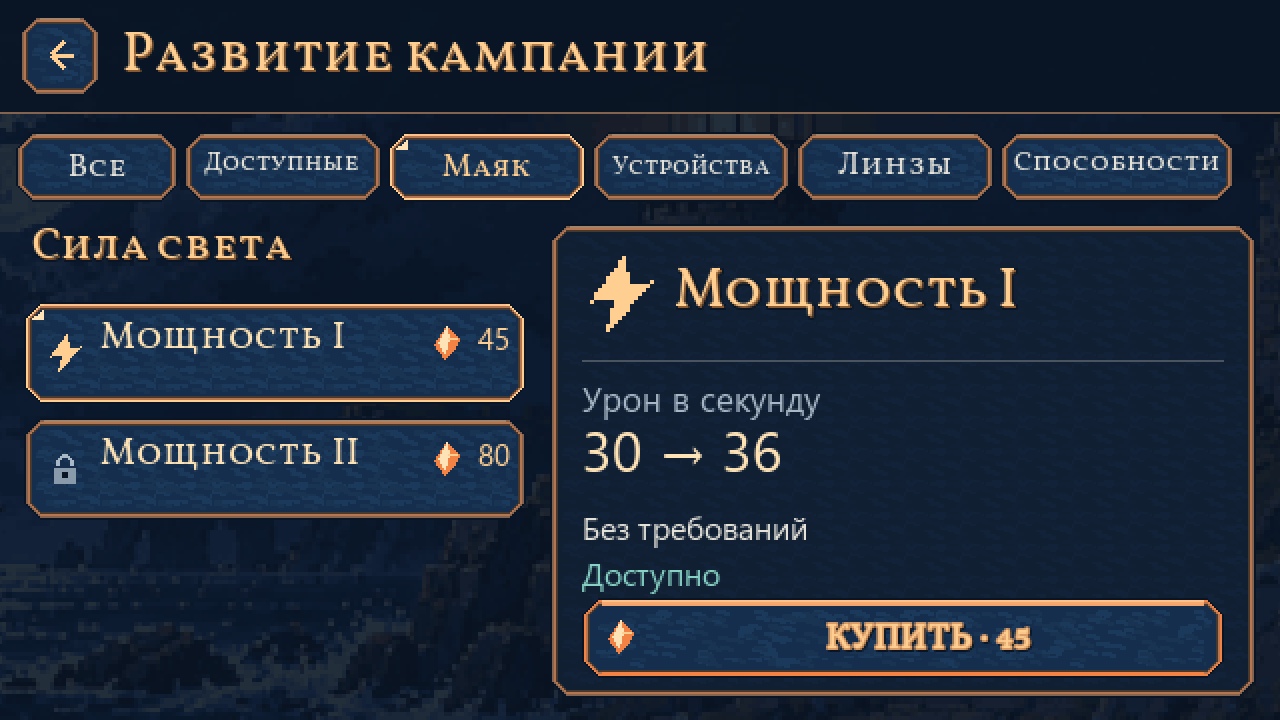 Развитие кампании
Все
Доступные
Маяк
Устройства
Линзы
Способности
Сила света
Мощность I
45
Мощность II
80
Мощность I
Урон в секунду
30 → 36
Без требований
Доступно
КУПИТЬ · 45